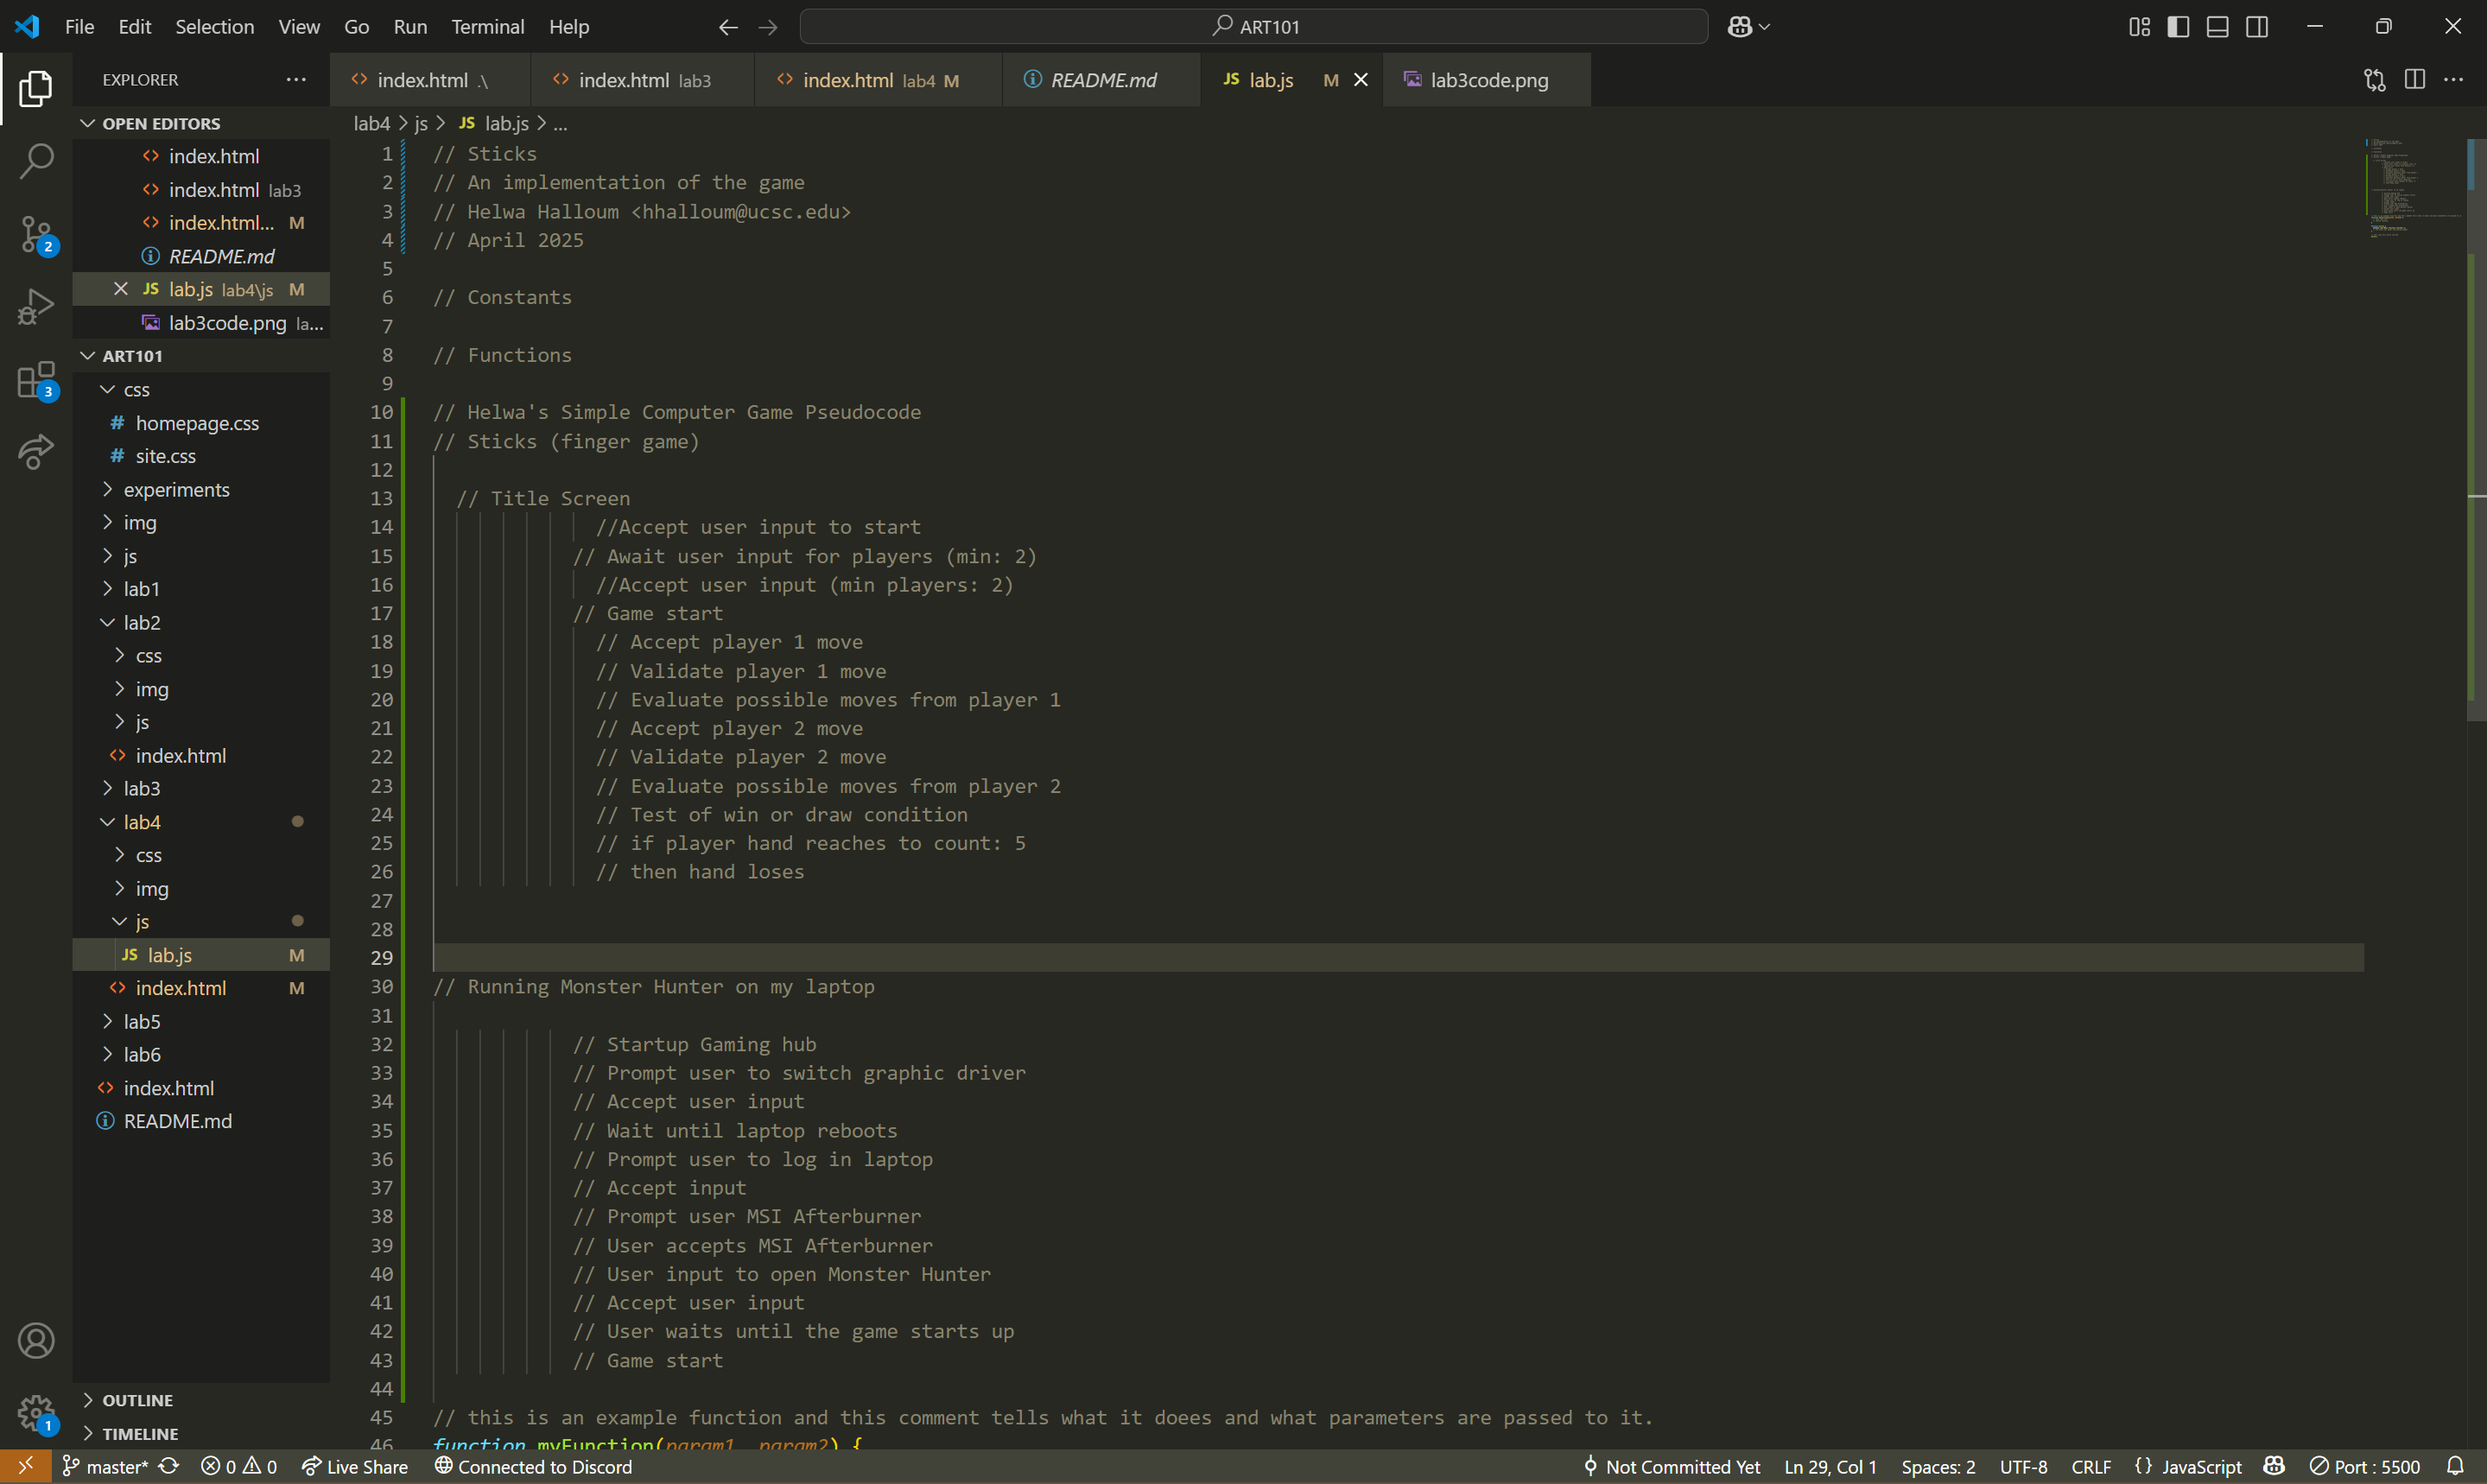 File Edit Selection View Go Run Terminal Help
ART101
EXPLORER
OPEN EDITORS
index.html
index.html lab3
index.html... M
README.md
lab.js lab4\js M
lab3code.png la...
ART101
css
homepage.css
site.css
experiments
img
js
lab1
lab2
css
img
js
index.html
lab3
lab4
css
img
js
JS lab.js M
index.html M
lab5
lab6
index.html
README.md
OUTLINE
TIMELINE
index.html .\ index.html lab3 index.html lab4 M README.md JS lab.js M lab3code.png
lab4 > js > JS lab.js > ...
1 // Sticks
2 // An implementation of the game
3 // Helwa Halloum <hhalloum@ucsc.edu>
4 // April 2025
5
6 // Constants
7
8 // Functions
9
10 // Helwa's Simple Computer Game Pseudocode
11 // Sticks (finger game)
12
13 // Title Screen
14 //Accept user input to start
15 // Await user input for players (min: 2)
16 //Accept user input (min players: 2)
17 // Game start
18 // Accept player 1 move
19 // Validate player 1 move
20 // Evaluate possible moves from player 1
21 // Accept player 2 move
22 // Validate player 2 move
23 // Evaluate possible moves from player 2
24 // Test of win or draw condition
25 // if player hand reaches to count: 5
26 // then hand loses
27
28
29
30 // Running Monster Hunter on my laptop
31
32 // Startup Gaming hub
33 // Prompt user to switch graphic driver
34 // Accept user input
35 // Wait until laptop reboots
36 // Prompt user to log in laptop
37 // Accept input
38 // Prompt user MSI Afterburner
39 // User accepts MSI Afterburner
40 // User input to open Monster Hunter
41 // Accept user input
42 // User waits until the game starts up
43 // Game start
44
45 // this is an example function and this comment tells what it doees and what parameters are passed to it.
46 function myFunction(param1, param2) {
2
3
1
master* 0 0 Live Share Connected to Discord Not Committed Yet Ln 29, Col 1 Spaces: 2 UTF-8 CRLF {} JavaScript Port : 5500